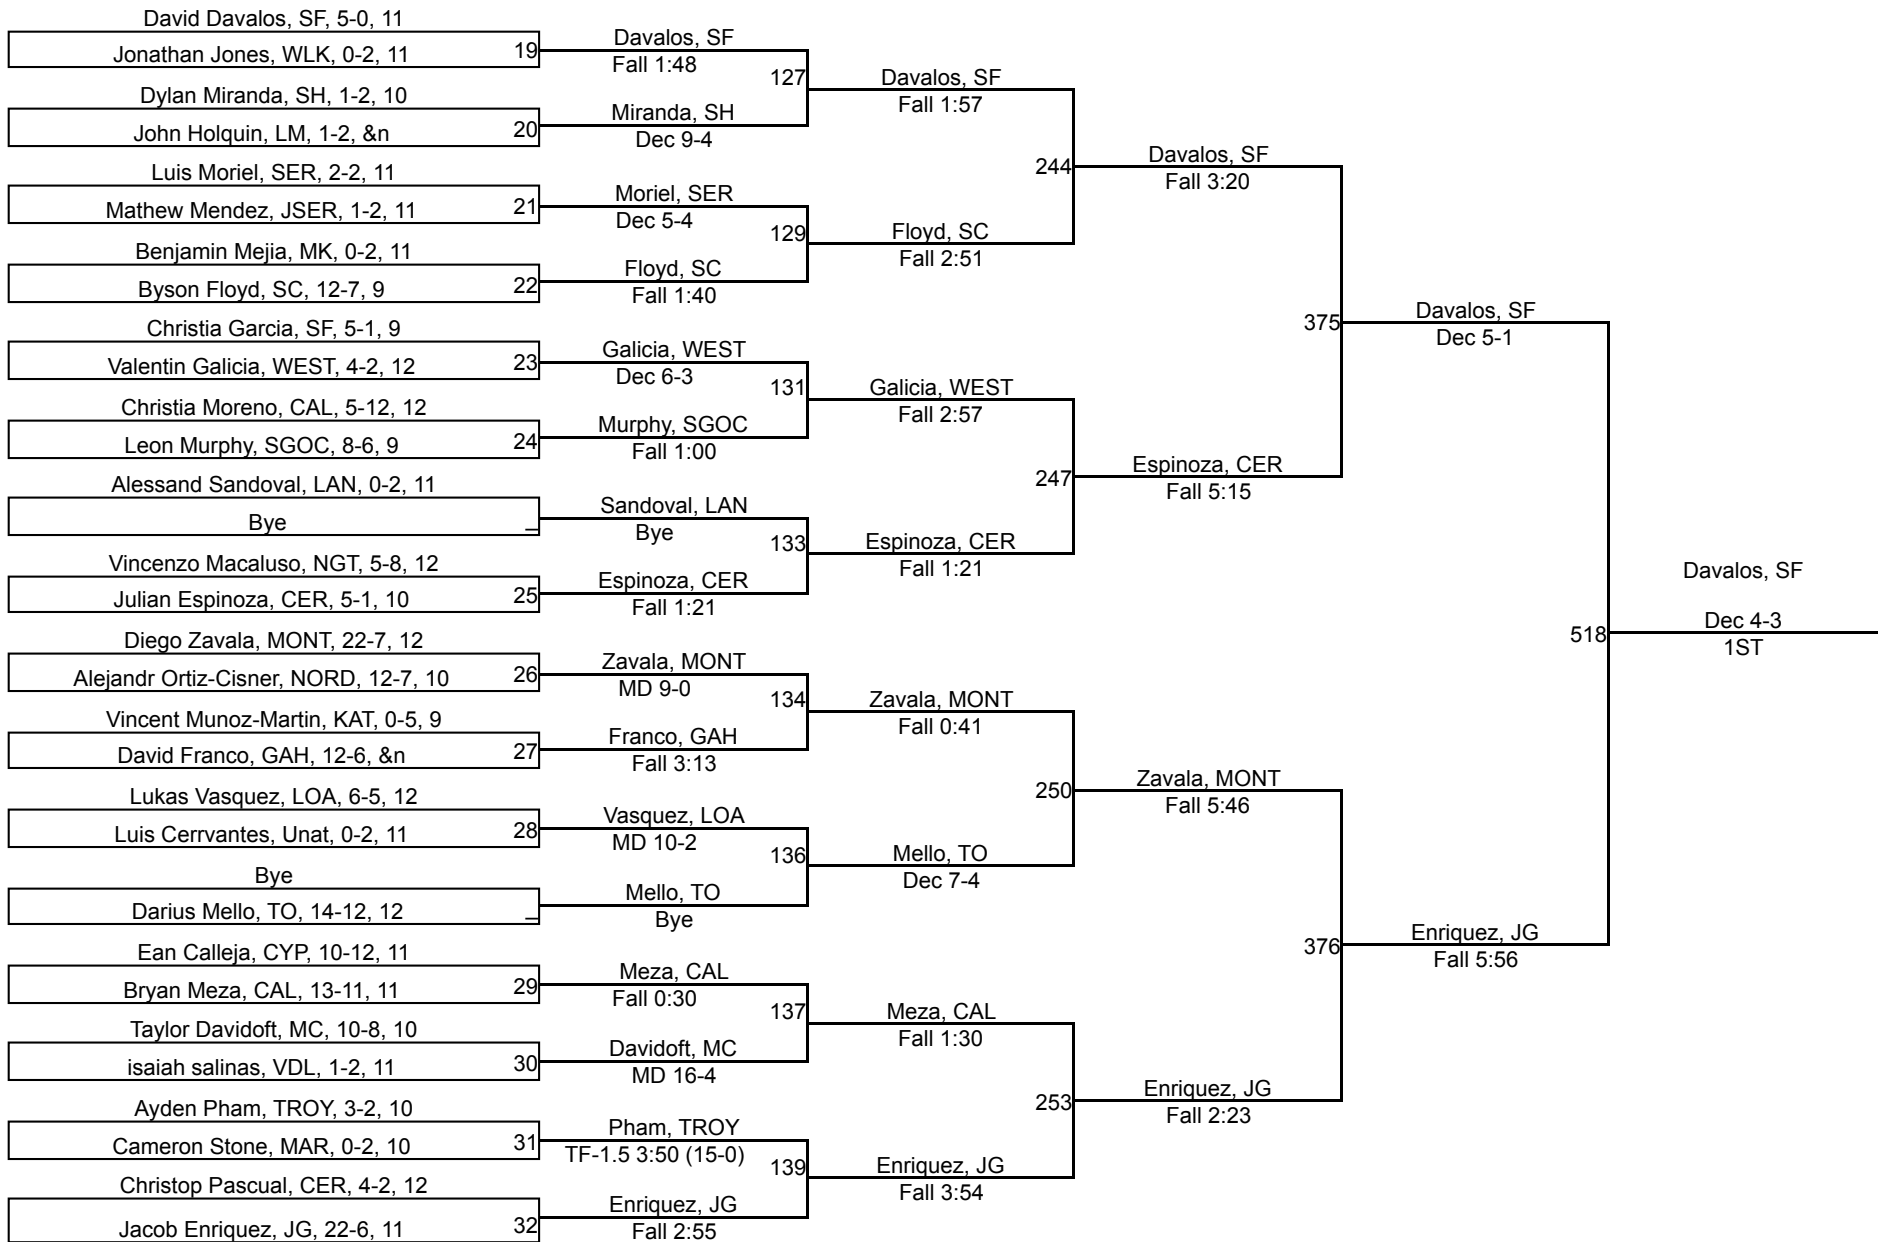 David Davalos, SF, 5-0, 11
Jonathan Jones, WLK, 0-2, 11
19
Dylan Miranda, SH, 1-2, 10
John Holquin, LM, 1-2, &n
20
Luis Moriel, SER, 2-2, 11
Mathew Mendez, JSER, 1-2, 11
21
Benjamin Mejia, MK, 0-2, 11
Byson Floyd, SC, 12-7, 9
22
Christia Garcia, SF, 5-1, 9
Valentin Galicia, WEST, 4-2, 12
23
Christia Moreno, CAL, 5-12, 12
Leon Murphy, SGOC, 8-6, 9
24
Alessand Sandoval, LAN, 0-2, 11
Bye
_
Vincenzo Macaluso, NGT, 5-8, 12
Julian Espinoza, CER, 5-1, 10
25
Diego Zavala, MONT, 22-7, 12
Alejandr Ortiz-Cisner, NORD, 12-7, 10
26
Vincent Munoz-Martin, KAT, 0-5, 9
David Franco, GAH, 12-6, &n
27
Lukas Vasquez, LOA, 6-5, 12
Luis Cerrvantes, Unat, 0-2, 11
28
Bye
Darius Mello, TO, 14-12, 12
_
Ean Calleja, CYP, 10-12, 11
Bryan Meza, CAL, 13-11, 11
29
Taylor Davidoft, MC, 10-8, 10
isaiah salinas, VDL, 1-2, 11
30
Ayden Pham, TROY, 3-2, 10
Cameron Stone, MAR, 0-2, 10
31
Christop Pascual, CER, 4-2, 12
Jacob Enriquez, JG, 22-6, 11
32
Davalos, SF
Fall 1:48
127
Miranda, SH
Dec 9-4
Moriel, SER
Dec 5-4
129
Floyd, SC
Fall 1:40
Galicia, WEST
Dec 6-3
131
Murphy, SGOC
Fall 1:00
Sandoval, LAN
Bye
133
Espinoza, CER
Fall 1:21
Zavala, MONT
MD 9-0
134
Franco, GAH
Fall 3:13
Vasquez, LOA
MD 10-2
136
Mello, TO
Bye
Meza, CAL
Fall 0:30
137
Davidoft, MC
MD 16-4
Pham, TROY
TF-1.5 3:50 (15-0)
139
Enriquez, JG
Fall 2:55
Davalos, SF
Fall 1:57
244
Floyd, SC
Fall 2:51
Galicia, WEST
Fall 2:57
247
Espinoza, CER
Fall 1:21
Zavala, MONT
Fall 0:41
250
Mello, TO
Dec 7-4
Meza, CAL
Fall 1:30
253
Enriquez, JG
Fall 3:54
Davalos, SF
Fall 3:20
375
Espinoza, CER
Fall 5:15
Zavala, MONT
Fall 5:46
376
Enriquez, JG
Fall 2:23
Davalos, SF
Dec 5-1
518
Enriquez, JG
Fall 5:56
Davalos, SF
Dec 4-3
1ST